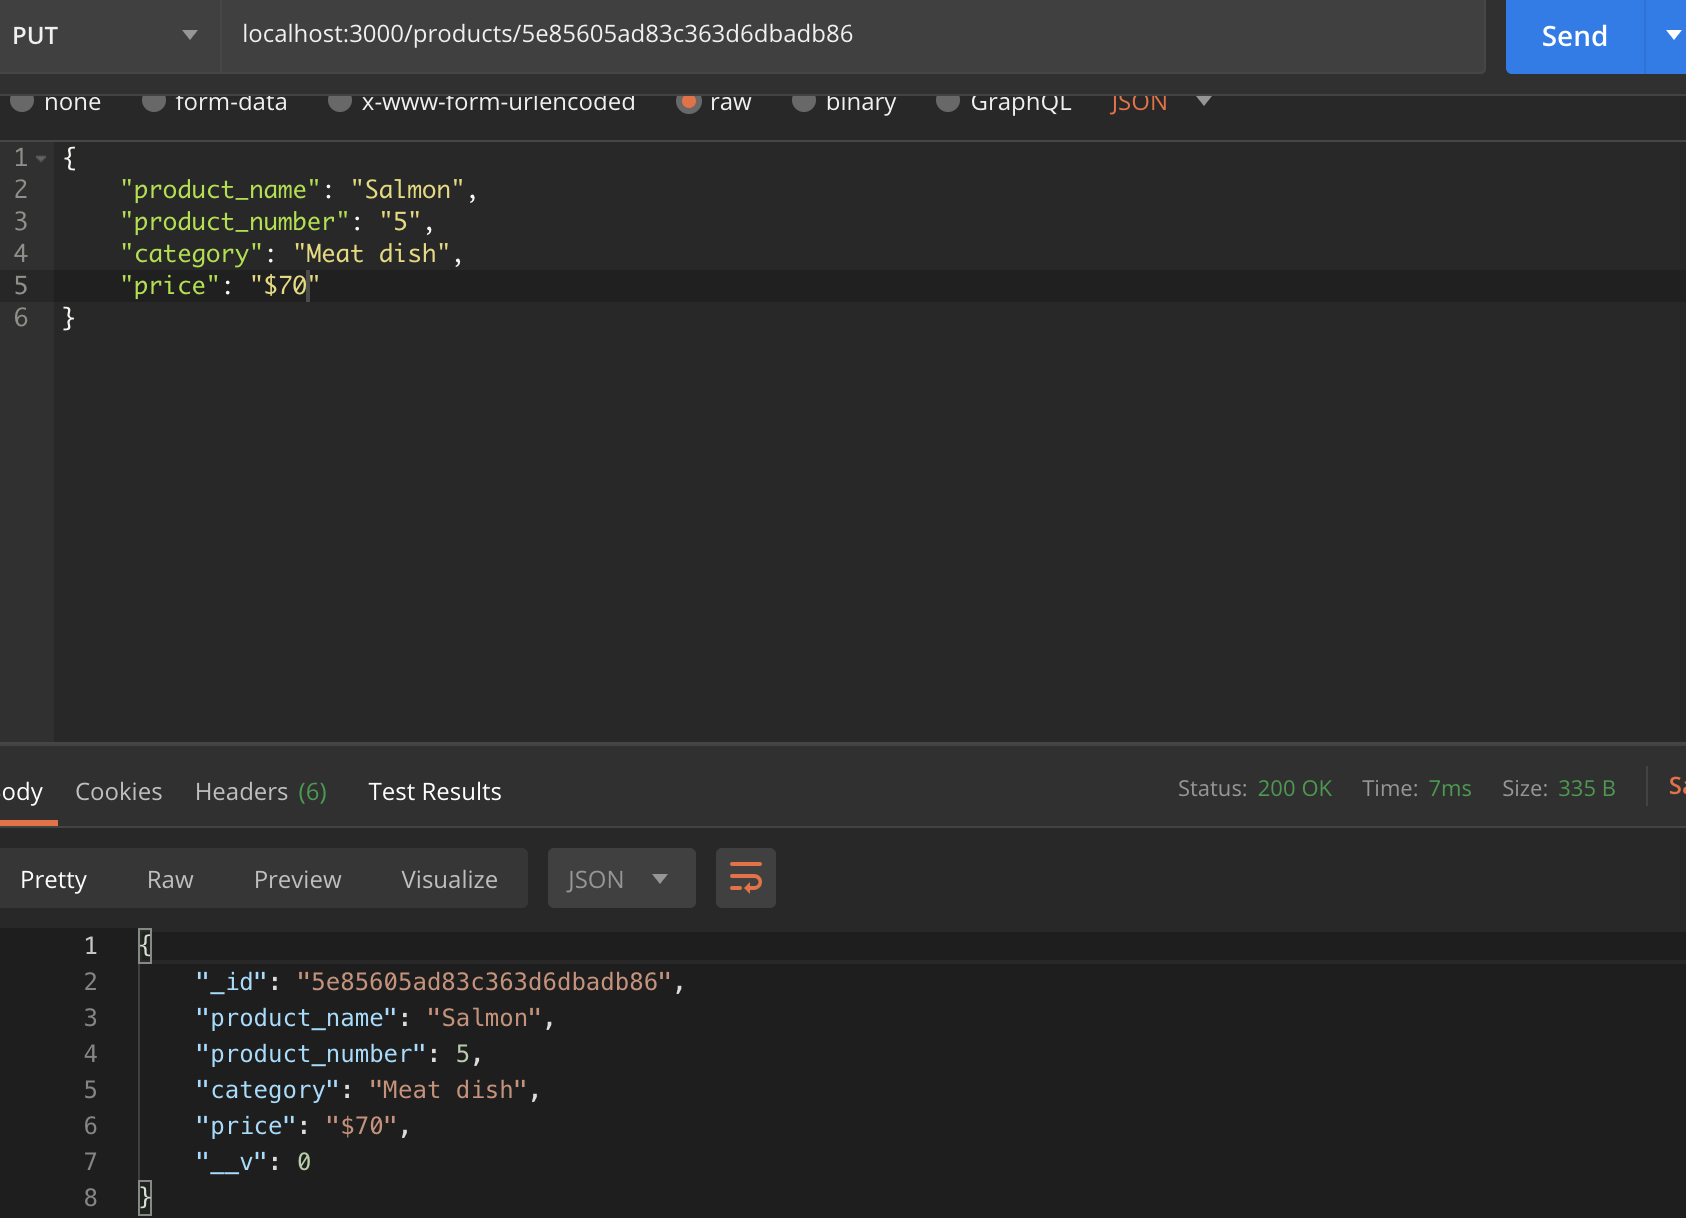 PUT localhost:3000/products/5e85605ad83c363d6dbadb86 Send
none form-data x-www-form-urlencoded raw binary GraphQL JSON
1 {
2 "product_name": "Salmon",
3 "product_number": "5",
4 "category": "Meat dish",
5 "price": "$70"
6 }
ody Cookies Headers (6) Test Results Status: 200 OK Time: 7ms Size: 335 B Sa
Pretty Raw Preview Visualize JSON
1 {
2 "_id": "5e85605ad83c363d6dbadb86",
3 "product_name": "Salmon",
4 "product_number": 5,
5 "category": "Meat dish",
6 "price": "$70",
7 "__v": 0
8 }